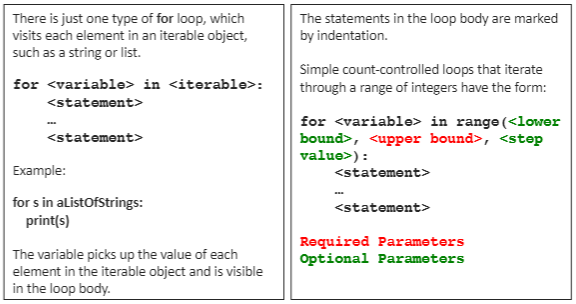 There is just one type of for loop, which
visits each element in an iterable object,
such as a string or list.
for <variable> in <iterable>:
<statement>
…
<statement>
Example:
for s in aListOfStrings:
print(s)
The variable picks up the value of each
element in the iterable object and is visible
in the loop body.
The statements in the loop body are marked
by indentation.
Simple count-controlled loops that iterate
through a range of integers have the form:
for <variable> in range(<lower
bound>, <upper bound>, <step
value>):
<statement>
…
<statement>
Required Parameters
Optional Parameters